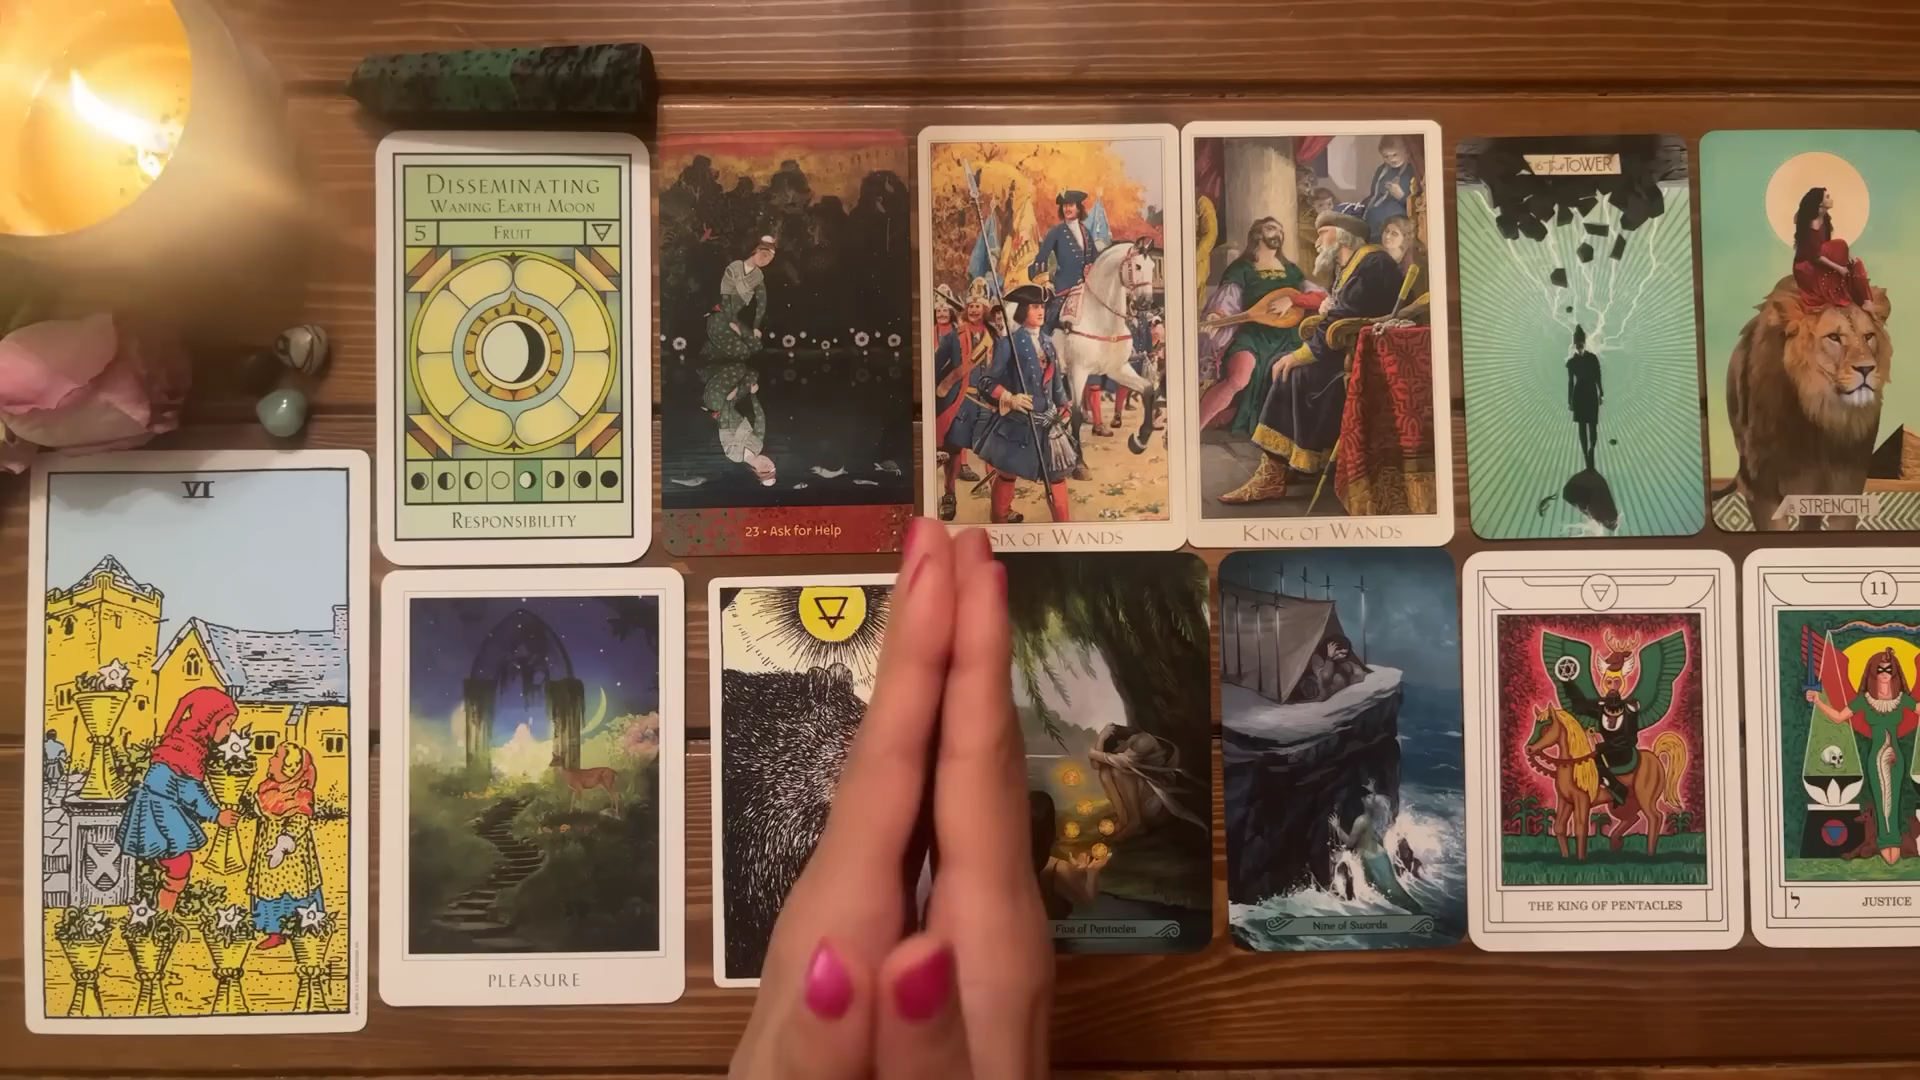 DISSEMINATING
WANING EARTH MOON
5 FRUIT
RESPONSIBILITY
23 • Ask for Help
SIX OF WANDS
KING OF WANDS
the TOWER
8 STRENGTH
VI
PLEASURE
Five of Pentacles
Nine of Swords
THE KING OF PENTACLES
11
ל JUSTICE